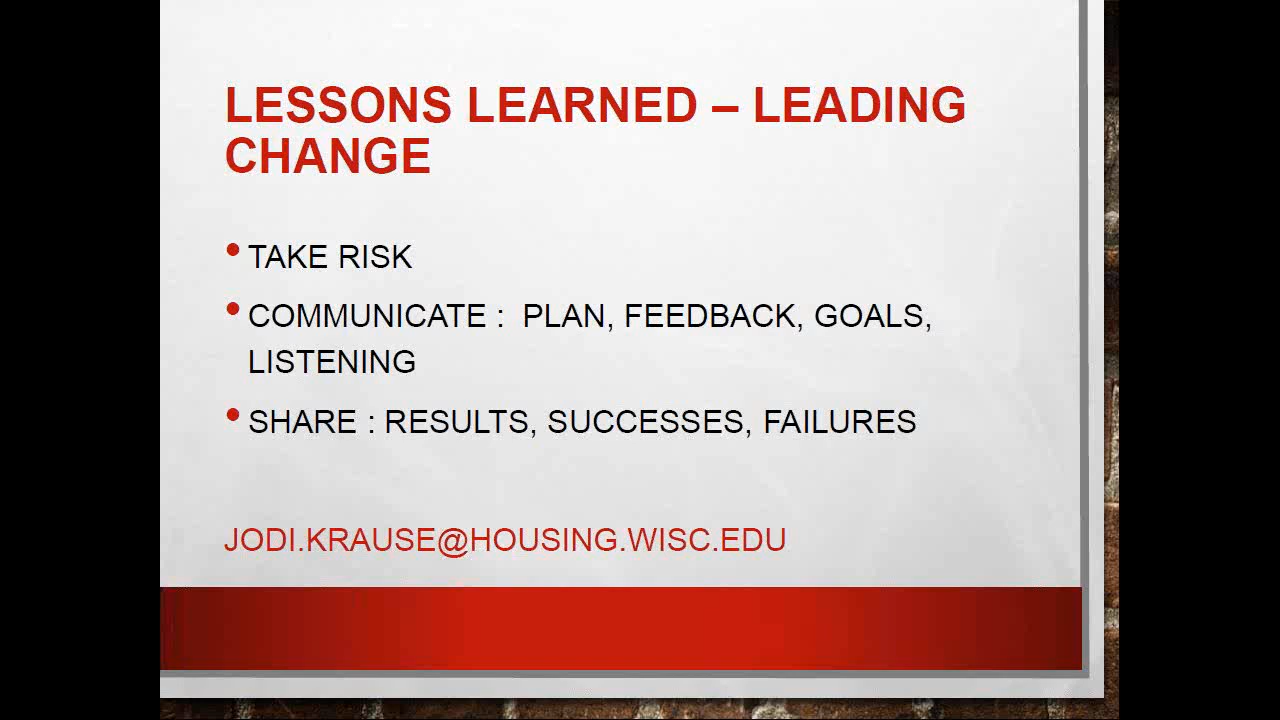 LESSONS LEARNED – LEADING
CHANGE
• TAKE RISK
• COMMUNICATE : PLAN, FEEDBACK, GOALS,
LISTENING
• SHARE : RESULTS, SUCCESSES, FAILURES
JODI.KRAUSE@HOUSING.WISC.EDU